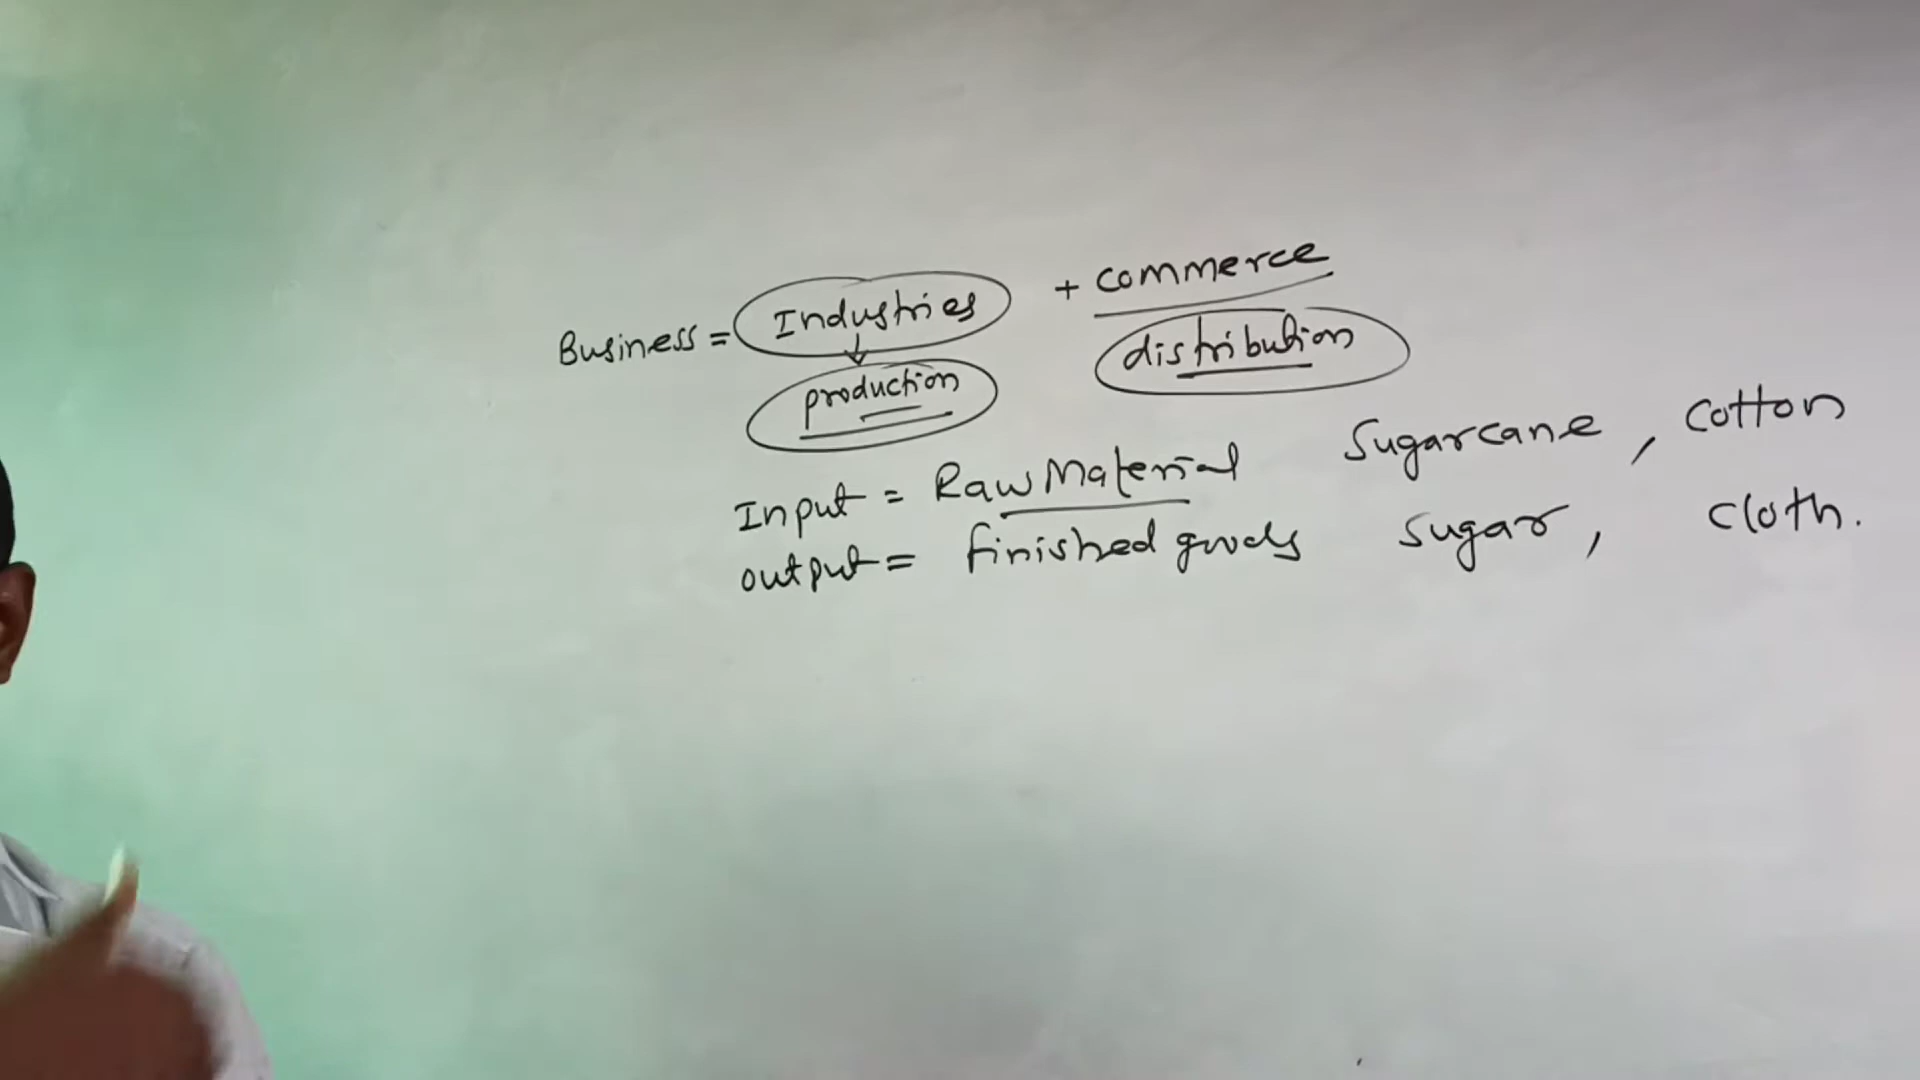 Business = Industries + commerce
production distribution
Input = Raw Material Sugarcane, cotton
output = finished goods sugar, cloth.